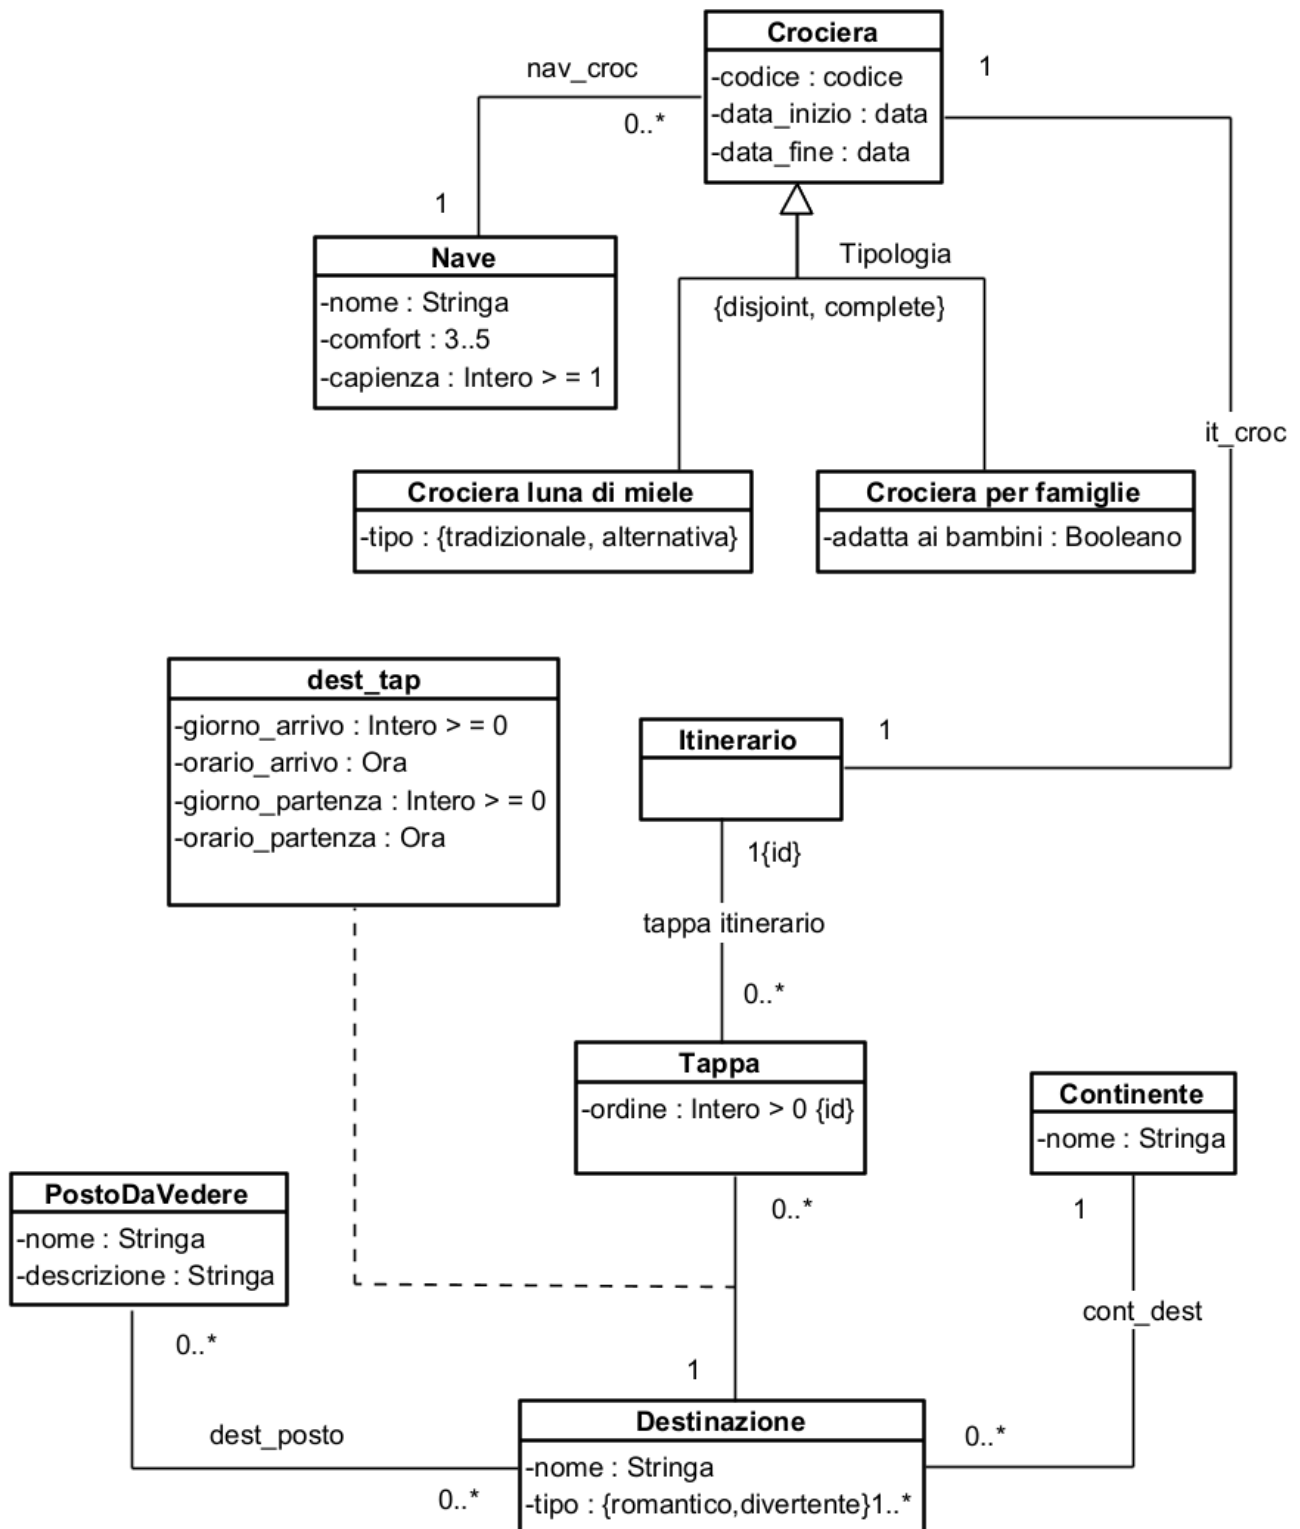 Crociera
-codice : codice
-data_inizio : data
-data_fine : data
nav_croc
0..*
1
1
Nave
-nome : Stringa
-comfort : 3..5
-capienza : Intero > = 1
Tipologia
{disjoint, complete}
it_croc
Crociera luna di miele
-tipo : {tradizionale, alternativa}
Crociera per famiglie
-adatta ai bambini : Booleano
dest_tap
-giorno_arrivo : Intero > = 0
-orario_arrivo : Ora
-giorno_partenza : Intero > = 0
-orario_partenza : Ora
Itinerario
1
1{id}
tappa itinerario
0..*
Tappa
-ordine : Intero > 0 {id}
Continente
-nome : Stringa
PostoDaVedere
-nome : Stringa
-descrizione : Stringa
0..*
1
cont_dest
0..*
1
dest_posto
0..*
0..*
Destinazione
-nome : Stringa
-tipo : {romantico,divertente}1..*